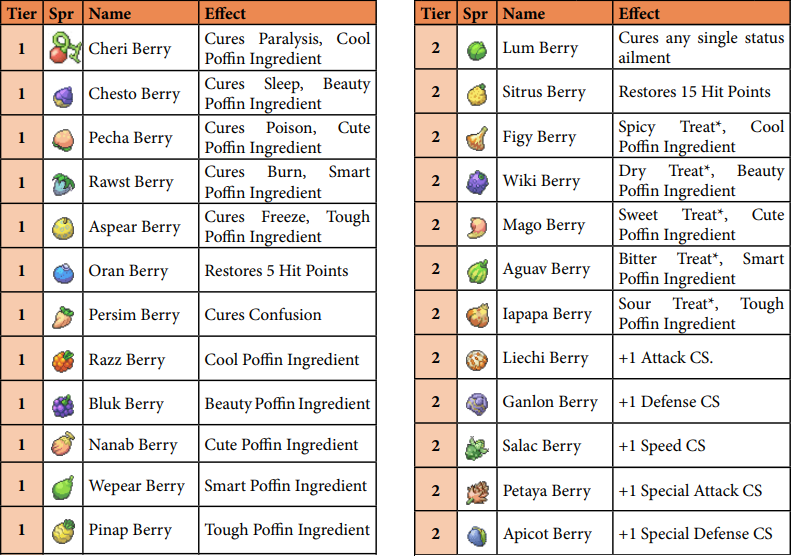 Tier Spr Name Effect
1 Cheri Berry Cures Paralysis, Cool
Poffin Ingredient
1 Chesto Berry Cures Sleep, Beauty
Poffin Ingredient
1 Pecha Berry Cures Poison, Cute
Poffin Ingredient
1 Rawst Berry Cures Burn, Smart
Poffin Ingredient
1 Aspear Berry Cures Freeze, Tough
Poffin Ingredient
1 Oran Berry Restores 5 Hit Points
1 Persim Berry Cures Confusion
1 Razz Berry Cool Poffin Ingredient
1 Bluk Berry Beauty Poffin Ingredient
1 Nanab Berry Cute Poffin Ingredient
1 Wepear Berry Smart Poffin Ingredient
1 Pinap Berry Tough Poffin Ingredient
Tier Spr Name Effect
2 Lum Berry Cures any single status
ailment
2 Sitrus Berry Restores 15 Hit Points
2 Figy Berry Spicy Treat*, Cool
Poffin Ingredient
2 Wiki Berry Dry Treat*, Beauty
Poffin Ingredient
2 Mago Berry Sweet Treat*, Cute
Poffin Ingredient
2 Aguav Berry Bitter Treat*, Smart
Poffin Ingredient
2 Iapapa Berry Sour Treat*, Tough
Poffin Ingredient
2 Liechi Berry +1 Attack CS.
2 Ganlon Berry +1 Defense CS
2 Salac Berry +1 Speed CS
2 Petaya Berry +1 Special Attack CS
2 Apicot Berry +1 Special Defense CS